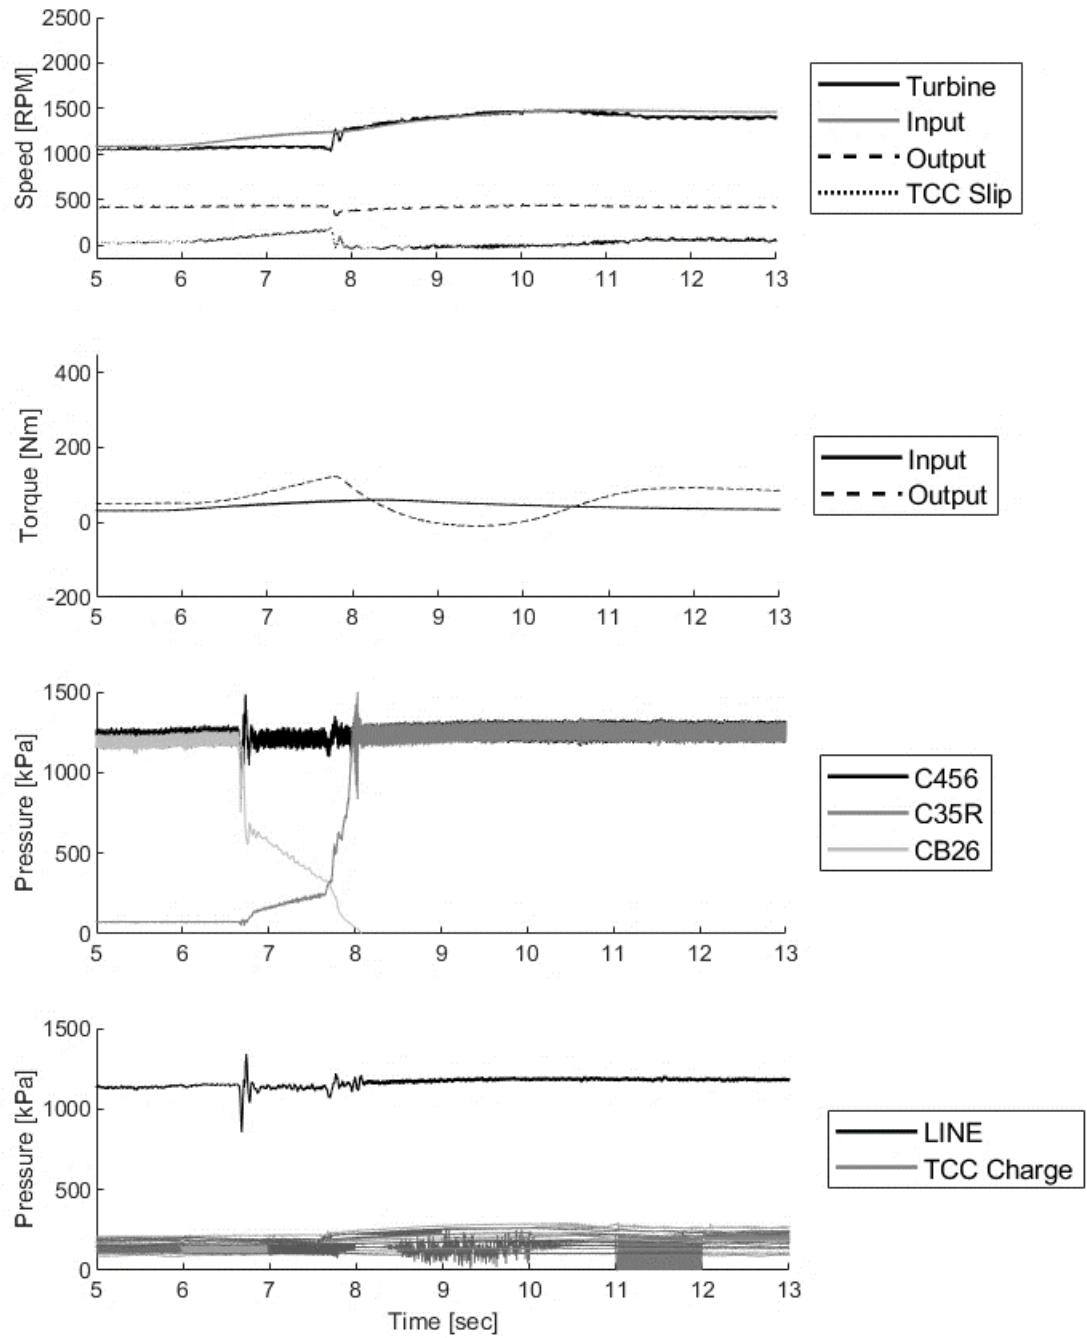 2500
2000
1500
1000
500
0
Speed [RPM]
5 6 7 8 9 10 11 12 13
Turbine
Input
Output
TCC Slip
400
200
0
-200
Torque [Nm]
5 6 7 8 9 10 11 12 13
Input
Output
1500
1000
500
0
Pressure [kPa]
5 6 7 8 9 10 11 12 13
C456
C35R
CB26
1500
1000
500
0
Pressure [kPa]
5 6 7 8 9 10 11 12 13
Time [sec]
LINE
TCC Charge